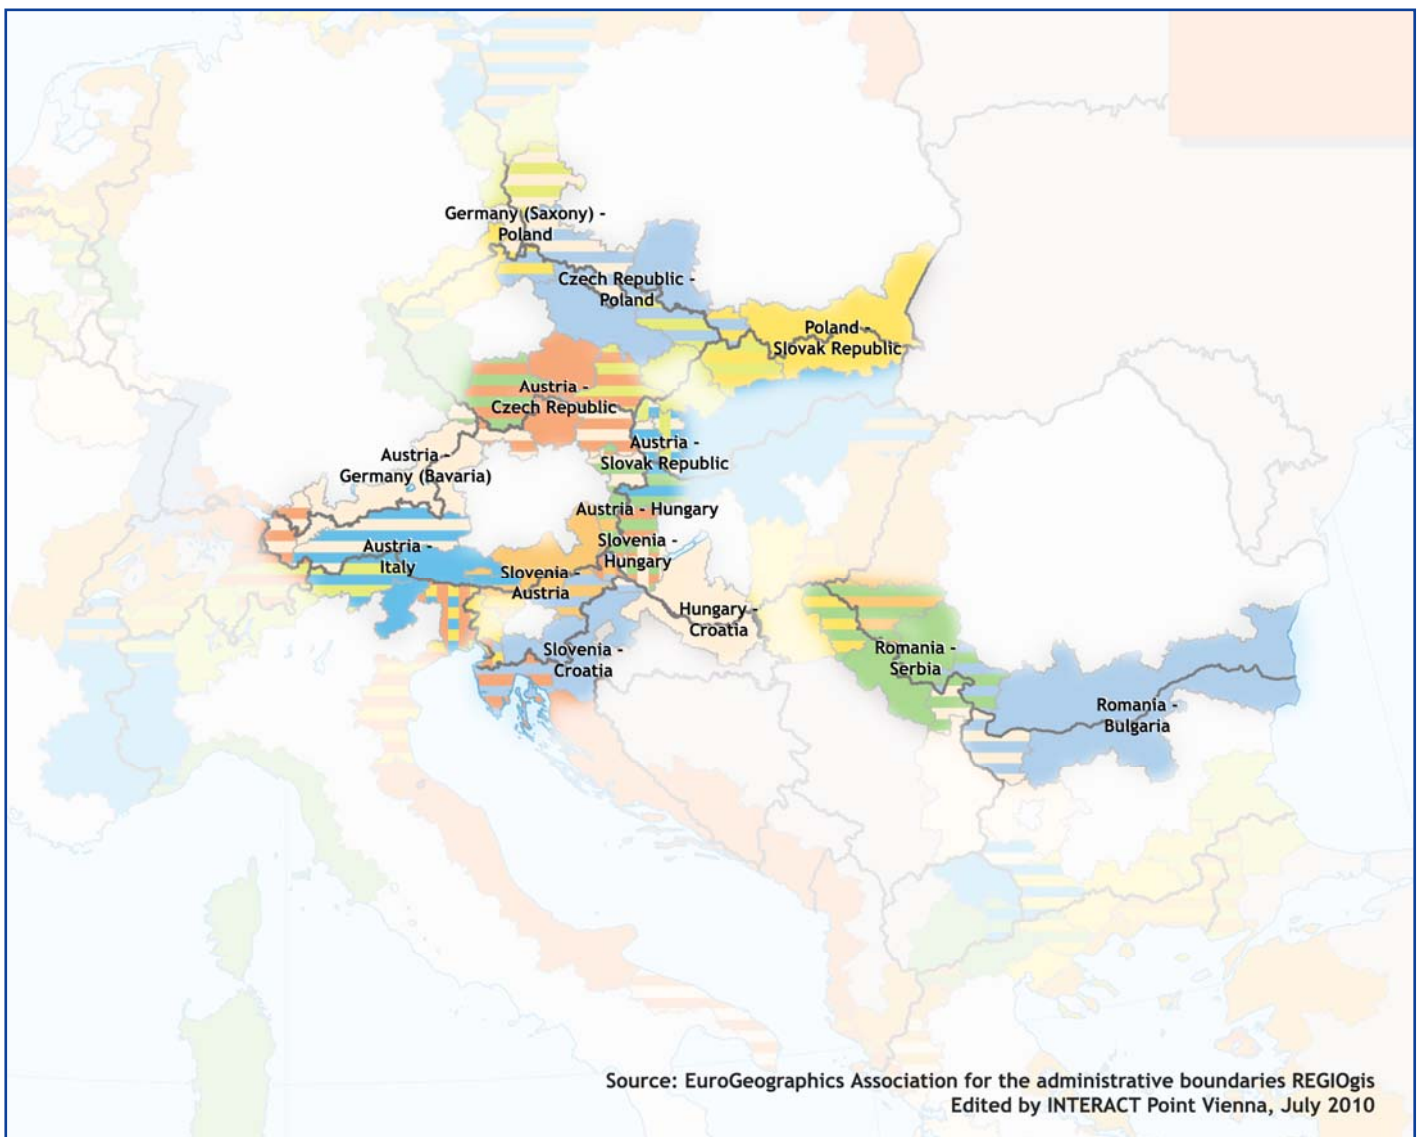 Germany (Saxony) -
Poland
Czech Republic -
Poland
Poland -
Slovak Republic
Austria -
Czech Republic
Austria -
Slovak Republic
Austria -
Germany (Bavaria)
Austria - Hungary
Slovenia -
Hungary
Austria -
Italy
Slovenia -
Austria
Hungary -
Croatia
Slovenia -
Croatia
Romania -
Serbia
Romania -
Bulgaria
Source: EuroGeographics Association for the administrative boundaries REGIOgis
Edited by INTERACT Point Vienna, July 2010